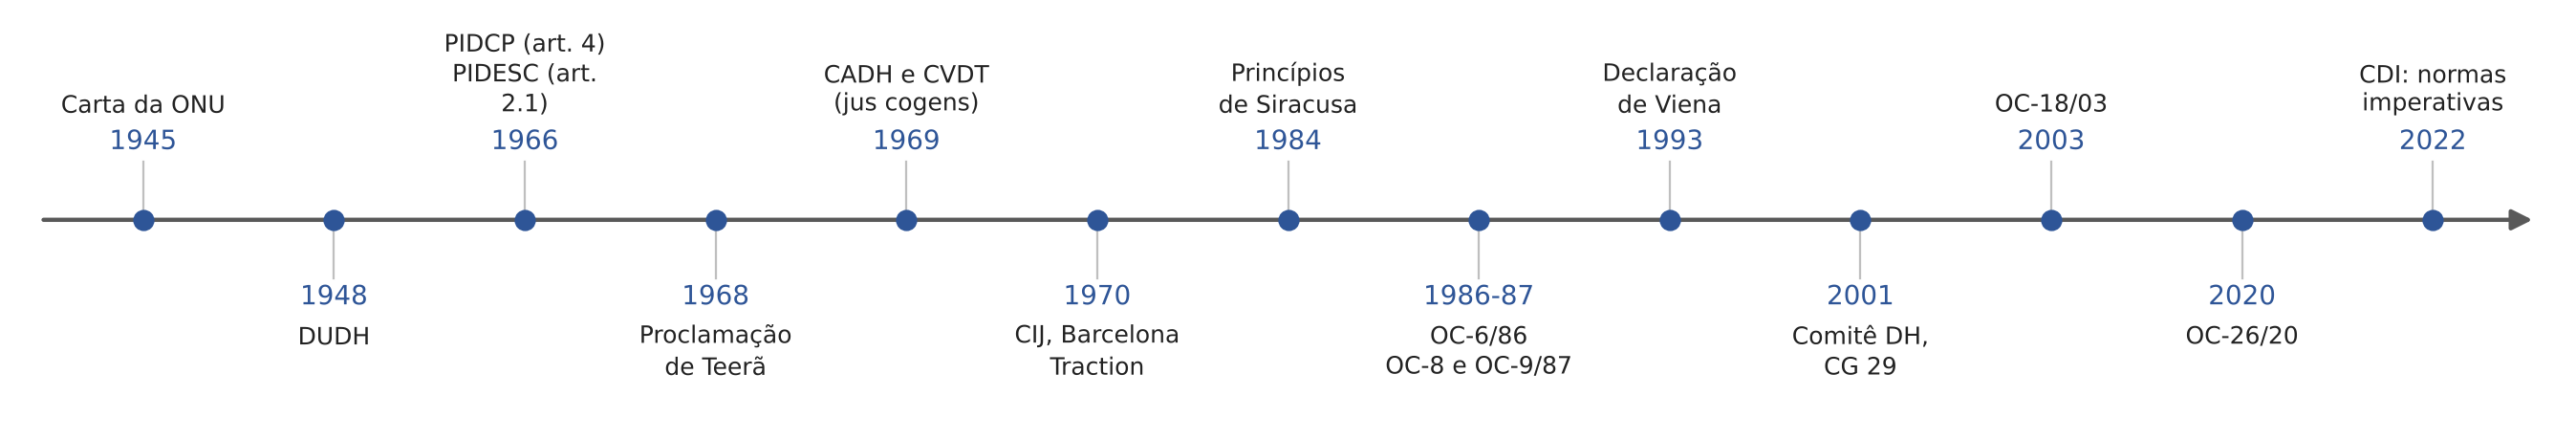 Carta da ONU
1945
1948
DUDH
PIDCP (art. 4)
PIDESC (art.
2.1)
1966
1968
Proclamação
de Teerã
CADH e CVDT
(jus cogens)
1969
1970
CIJ, Barcelona
Traction
Princípios
de Siracusa
1984
1986-87
OC-6/86
OC-8 e OC-9/87
Declaração
de Viena
1993
2001
Comitê DH,
CG 29
OC-18/03
2003
2020
OC-26/20
CDI: normas
imperativas
2022